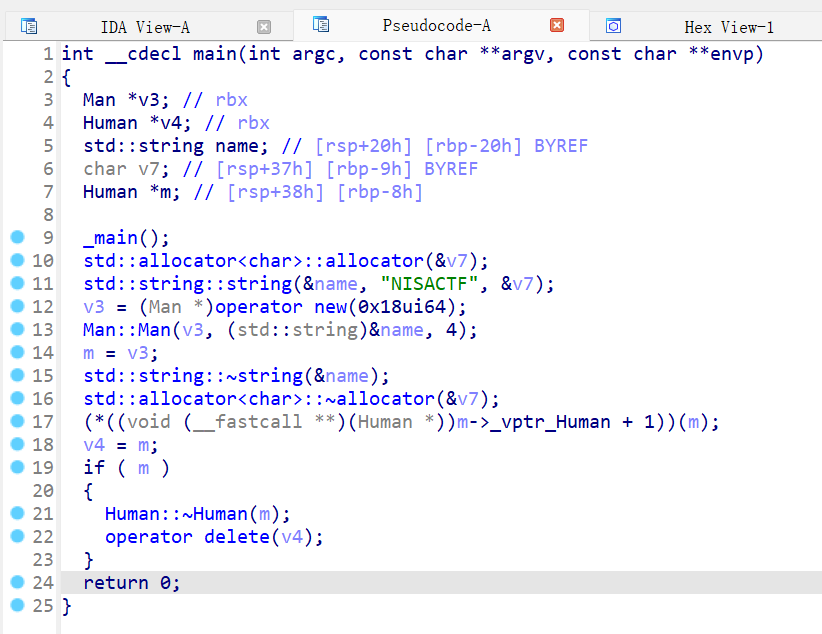 IDA View-A Pseudocode-A Hex View-1
1 int __cdecl main(int argc, const char **argv, const char **envp)
2 {
3   Man *v3; // rbx
4   Human *v4; // rbx
5   std::string name; // [rsp+20h] [rbp-20h] BYREF
6   char v7; // [rsp+37h] [rbp-9h] BYREF
7   Human *m; // [rsp+38h] [rbp-8h]
8
9   _main();
10   std::allocator<char>::allocator(&v7);
11   std::string::string(&name, "NISACTF", &v7);
12   v3 = (Man *)operator new(0x18ui64);
13   Man::Man(v3, (std::string)&name, 4);
14   m = v3;
15   std::string::~string(&name);
16   std::allocator<char>::~allocator(&v7);
17   (*((void (__fastcall **)(Human *))m->_vptr_Human + 1))(m);
18   v4 = m;
19   if ( m )
20   {
21     Human::~Human(m);
22     operator delete(v4);
23   }
24   return 0;
25 }